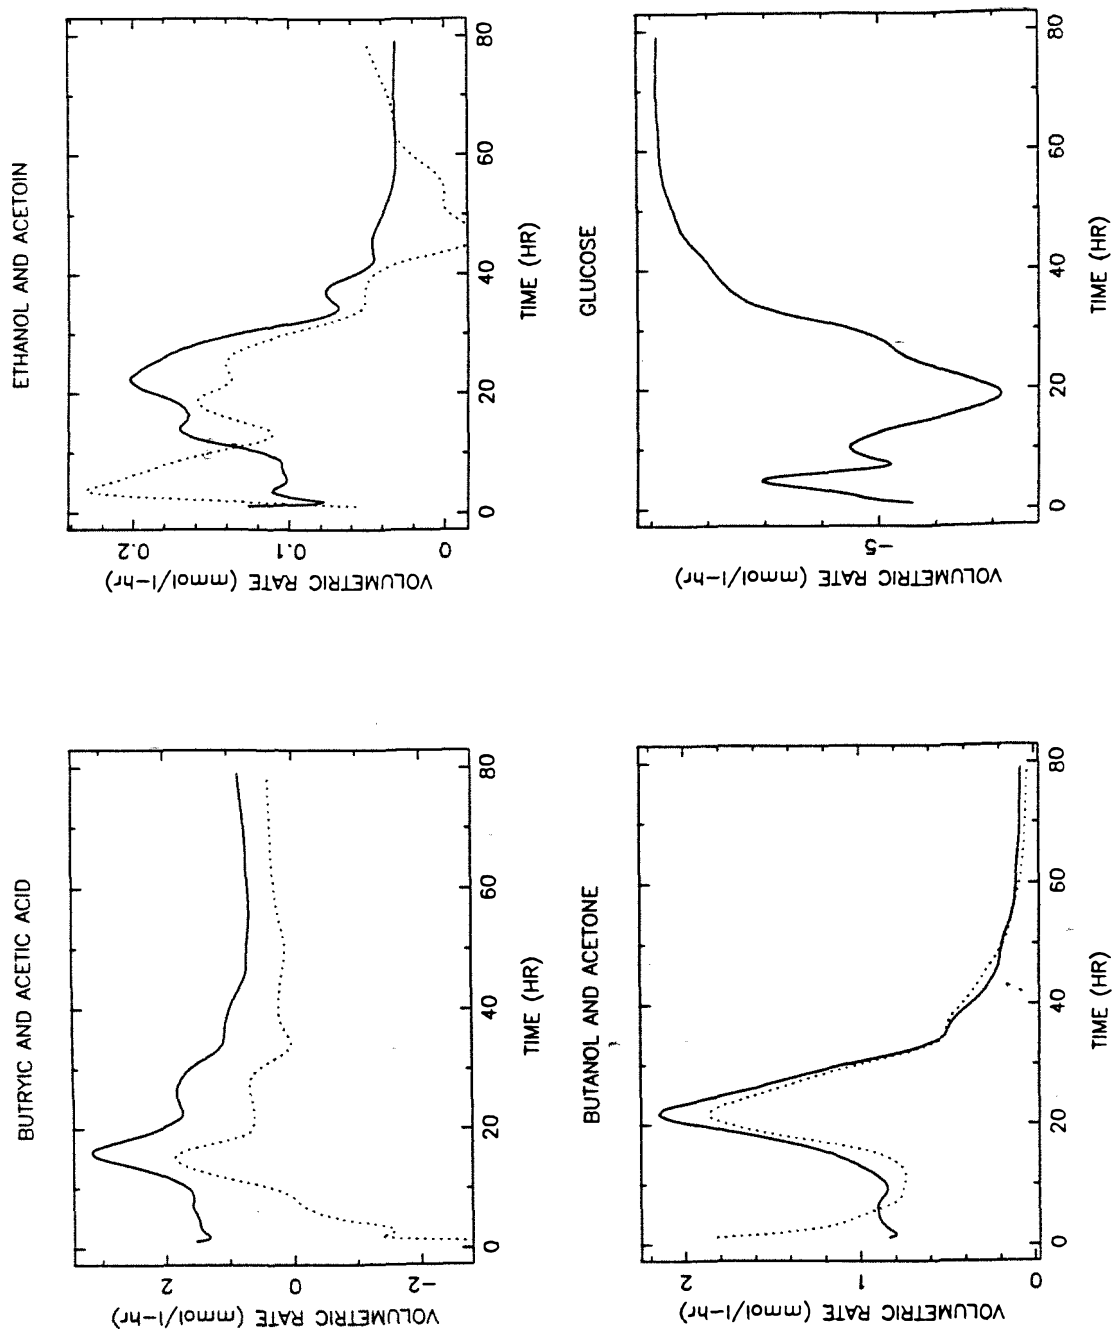 BUTRYIC AND ACETIC ACID
VOLUMETRIC RATE (mmol/l-hr)
2
0
-2
0
20
40
60
80
TIME (HR)
ETHANOL AND ACETOIN
VOLUMETRIC RATE (mmol/l-hr)
0.2
0.1
0
0
20
40
60
80
TIME (HR)
BUTANOL AND ACETONE
VOLUMETRIC RATE (mmol/l-hr)
2
1
0
0
20
40
60
80
TIME (HR)
GLUCOSE
VOLUMETRIC RATE (mmol/l-hr)
-5
0
20
40
60
80
TIME (HR)